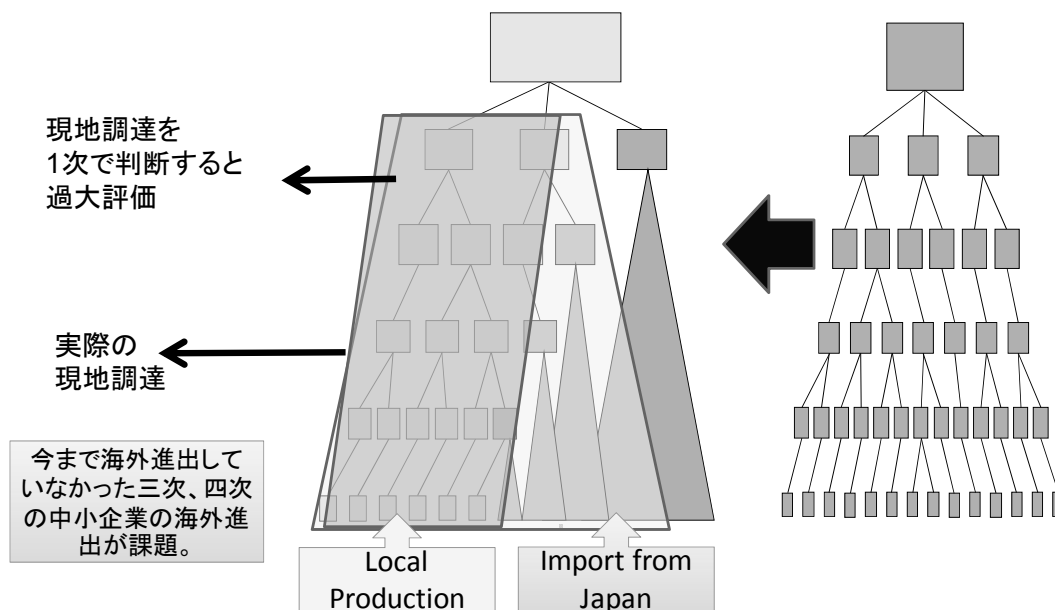 現地調達を
1次で判断すると
過大評価
実際の
現地調達
今まで海外進出して
いなかった三次、四次
の中小企業の海外進
出が課題。
Local
Production
Import from
Japan